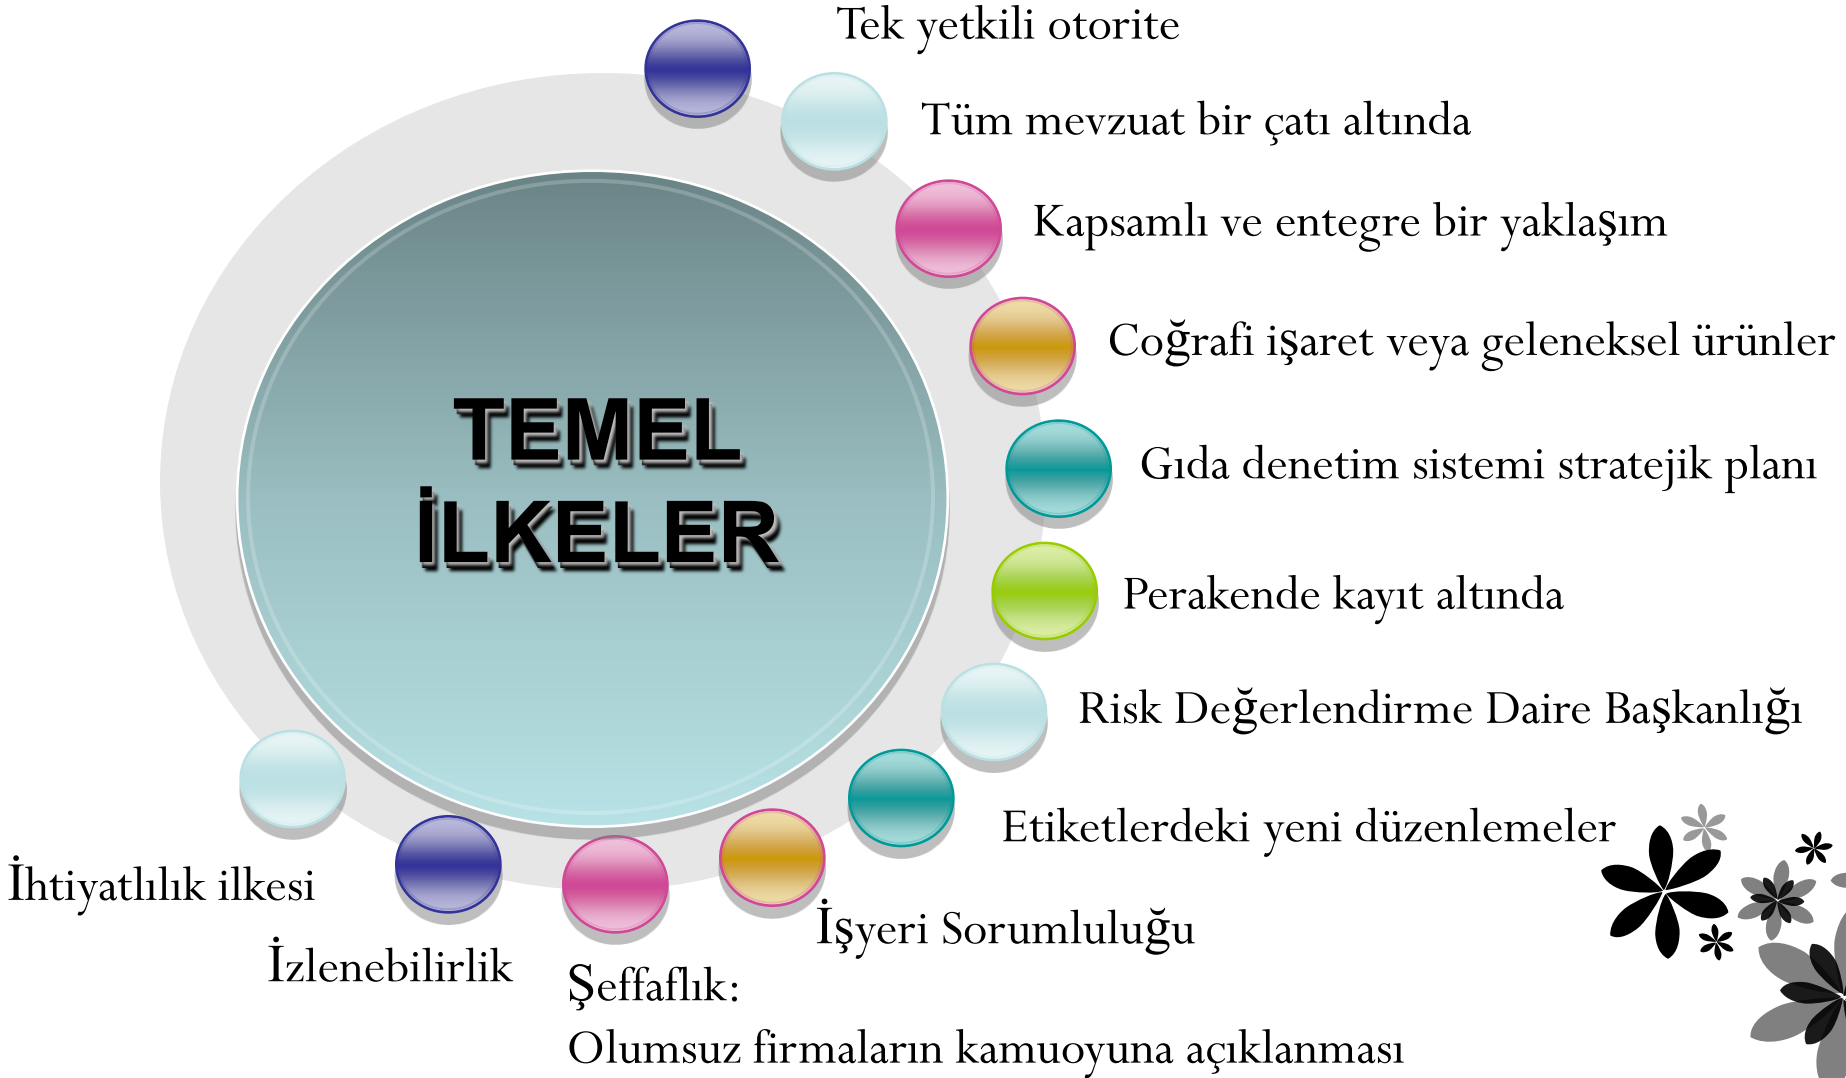 Tek yetkili otorite
Tüm mevzuat bir çatı altında
Kapsamlı ve entegre bir yaklaşım
Coğrafi işaret veya geleneksel ürünler
TEMEL
İLKELER
Gıda denetim sistemi stratejik planı
Perakende kayıt altında
Risk Değerlendirme Daire Başkanlığı
Etiketlerdeki yeni düzenlemeler
İşyeri Sorumluluğu
Şeffaflık:
Olumsuz firmaların kamuoyuna açıklanması
İzlenebilirlik
İhtiyatlılık ilkesi